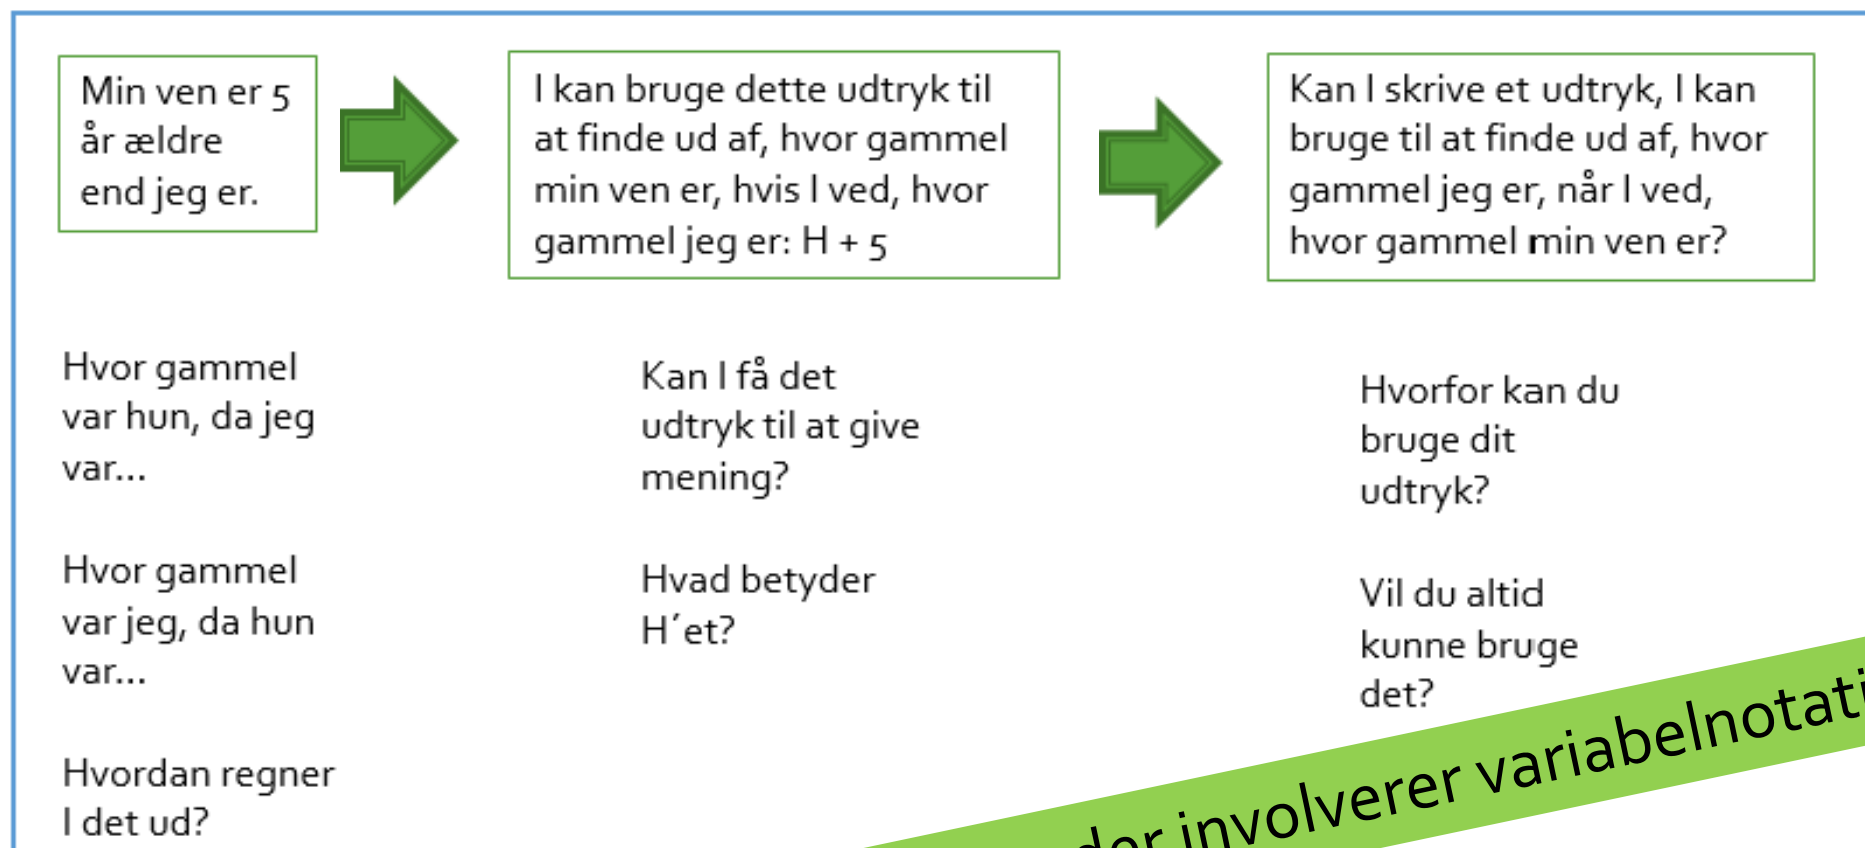 Min ven er 5
år ældre
end jeg er.
I kan bruge dette udtryk til
at finde ud af, hvor gammel
min ven er, hvis I ved, hvor
gammel jeg er: H + 5
Kan I skrive et udtryk, I kan
bruge til at finde ud af, hvor
gammel jeg er, når I ved,
hvor gammel min ven er?
Hvor gammel
var hun, da jeg
var...
Hvor gammel
var jeg, da hun
var...
Hvordan regner
I det ud?
Kan I få det
udtryk til at give
mening?
Hvad betyder
H´et?
Hvorfor kan du
bruge dit
udtryk?
Vil du altid
kunne bruge
det?
der involverer variabelnotati